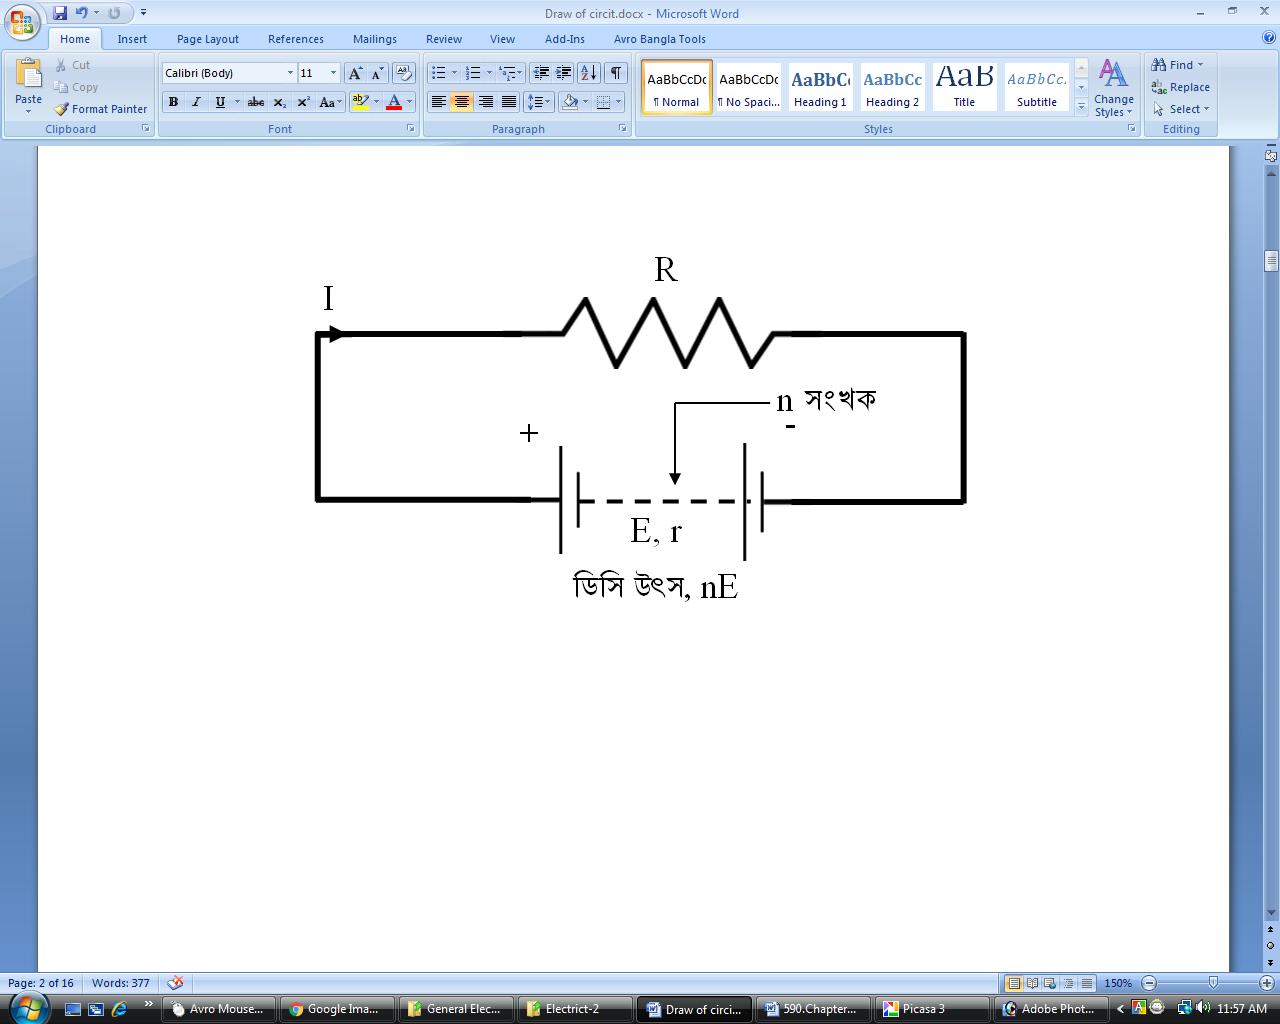 Draw of circit.docx - Microsoft Word
Home Insert Page Layout References Mailings Review View Add-Ins Avro Bangla Tools
Paste
Cut
Copy
Format Painter
Clipboard
Calibri (Body) 11
B I U abc X₂ X² Aa
Font
Paragraph
AaBbCcDc AaBbCcDc AaBbC AaBbCc AaB AaBbCc.
¶ Normal ¶ No Spaci... Heading 1 Heading 2 Title Subtitle
Change Styles
Styles
Find
Replace
Select
Editing
R
I
n সংখক
+ -
E, r
ডিসি উৎস, nE
Page: 2 of 16 Words: 377 150%
Avro Mouse... Google Ima... General Elec... Electrict-2 Draw of circi... 590.Chapter... Picasa 3 Adobe Phot... 11:57 AM